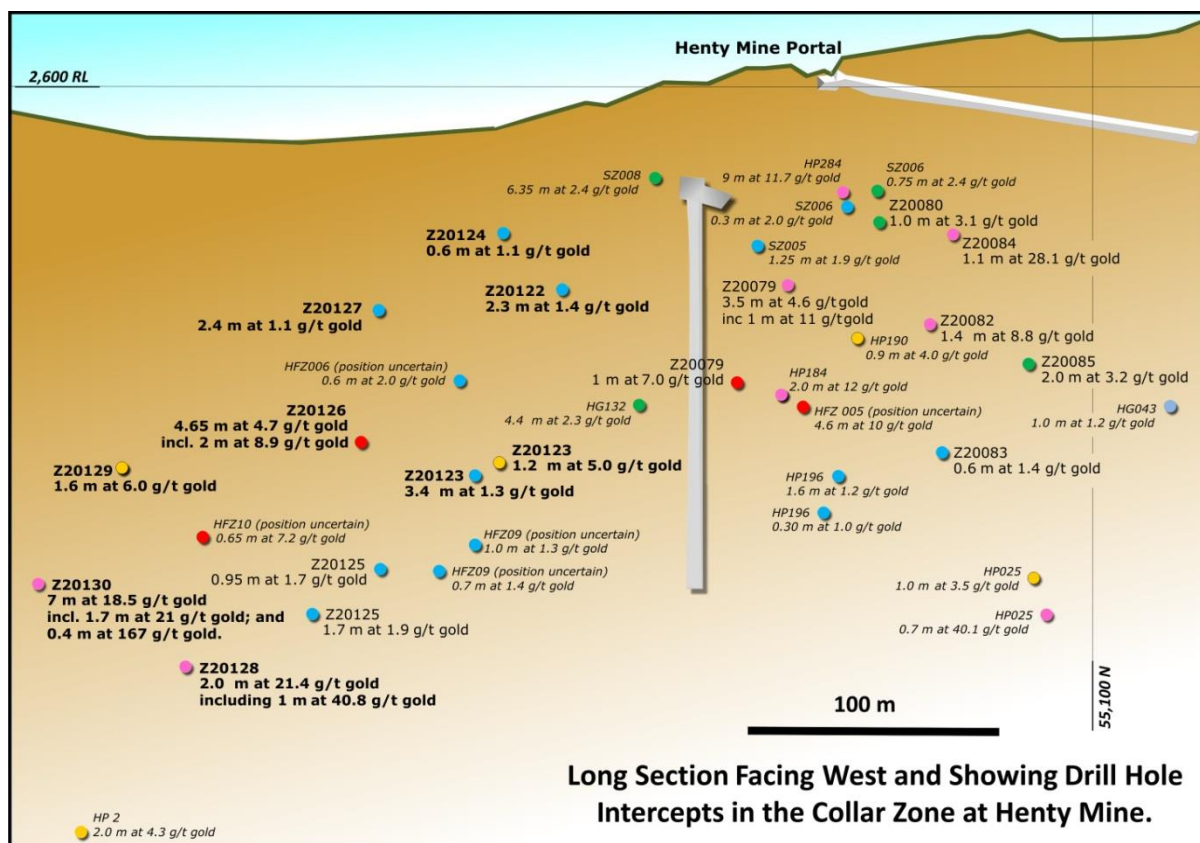 Henty Mine Portal
2,600 RL
SZ008
6.35 m at 2.4 g/t gold
HP284
9 m at 11.7 g/t gold
SZ006
0.75 m at 2.4 g/t gold
SZ006
0.3 m at 2.0 g/t gold
Z20080
1.0 m at 3.1 g/t gold
Z20124
0.6 m at 1.1 g/t gold
SZ005
1.25 m at 1.9 g/t gold
Z20084
1.1 m at 28.1 g/t gold
Z20122
2.3 m at 1.4 g/t gold
Z20079
3.5 m at 4.6 g/t gold
inc 1 m at 11 g/t gold
Z20127
2.4 m at 1.1 g/t gold
Z20082
1.4 m at 8.8 g/t gold
HP190
0.9 m at 4.0 g/t gold
HFZ006 (position uncertain)
0.6 m at 2.0 g/t gold
Z20079
1 m at 7.0 g/t gold
Z20085
2.0 m at 3.2 g/t gold
HP184
2.0 m at 12 g/t gold
Z20126
4.65 m at 4.7 g/t gold
incl. 2 m at 8.9 g/t gold
HG132
4.4 m at 2.3 g/t gold
HFZ 005 (position uncertain)
4.6 m at 10 g/t gold
HG043
1.0 m at 1.2 g/t gold
Z20129
1.6 m at 6.0 g/t gold
Z20123
1.2 m at 5.0 g/t gold
Z20123
3.4 m at 1.3 g/t gold
Z20083
0.6 m at 1.4 g/t gold
HP196
1.6 m at 1.2 g/t gold
HP196
0.30 m at 1.0 g/t gold
HFZ10 (position uncertain)
0.65 m at 7.2 g/t gold
HFZ09 (position uncertain)
1.0 m at 1.3 g/t gold
Z20125
0.95 m at 1.7 g/t gold
HFZ09 (position uncertain)
0.7 m at 1.4 g/t gold
HP025
1.0 m at 3.5 g/t gold
Z20130
7 m at 18.5 g/t gold
incl. 1.7 m at 21 g/t gold; and
0.4 m at 167 g/t gold.
Z20125
1.7 m at 1.9 g/t gold
HP025
0.7 m at 40.1 g/t gold
Z20128
2.0 m at 21.4 g/t gold
including 1 m at 40.8 g/t gold
55,100 N
100 m
Long Section Facing West and Showing Drill Hole
Intercepts in the Collar Zone at Henty Mine.
HP 2
2.0 m at 4.3 g/t gold